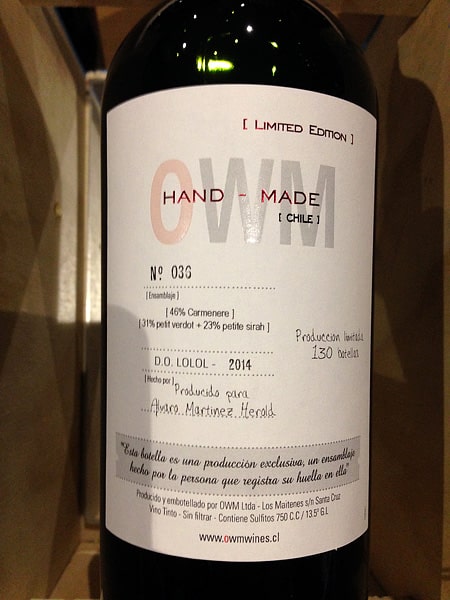 [ LIMITED EDITION ]
OWM
HAND - MADE
[ CHILE ]
Nº 036
[ Ensamblaje ]
[ 46% Carmenere ]
[ 31% petit verdot + 23% petite sirah ]
Producción limitada
130 botellas
D.O. LOLOL - 2014
[ Hecho por ] Producido para
Alvaro Martinez Herold
"Esta botella es una producción exclusiva, un ensamblaje
hecho por la persona que registra su huella en ella"
Producido y embotellado por OWM Ltda - Los Maitenes s/n Santa Cruz
Vino Tinto - Sin filtrar - Contiene Sulfitos 750 C.C / 13.5° G.L
www.owmwines.cl